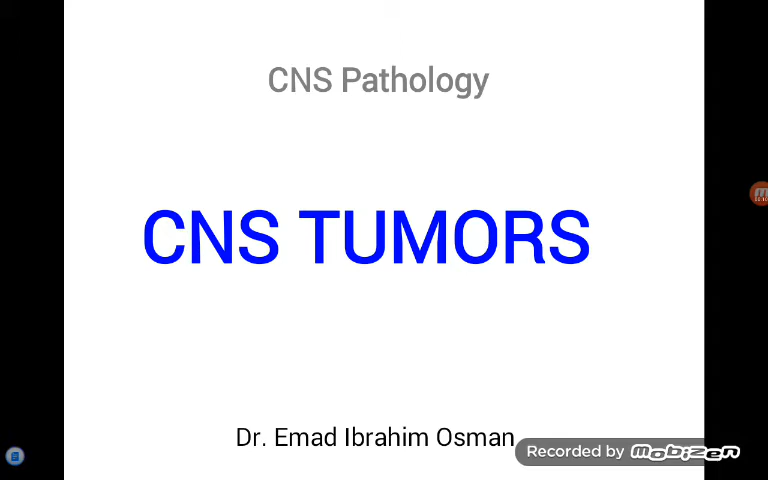 CNS Pathology
CNS TUMORS
Dr. Emad Ibrahim Osman
Recorded by mobizen